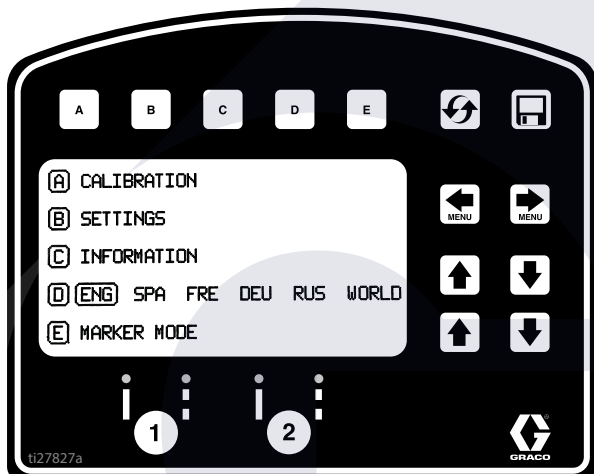 A B C D E
A CALIBRATION
B SETTINGS
MENU MENU
C INFORMATION
D ENG SPA FRE DEU RUS WORLD
E MARKER MODE
1 2
ti27827a
GRACO